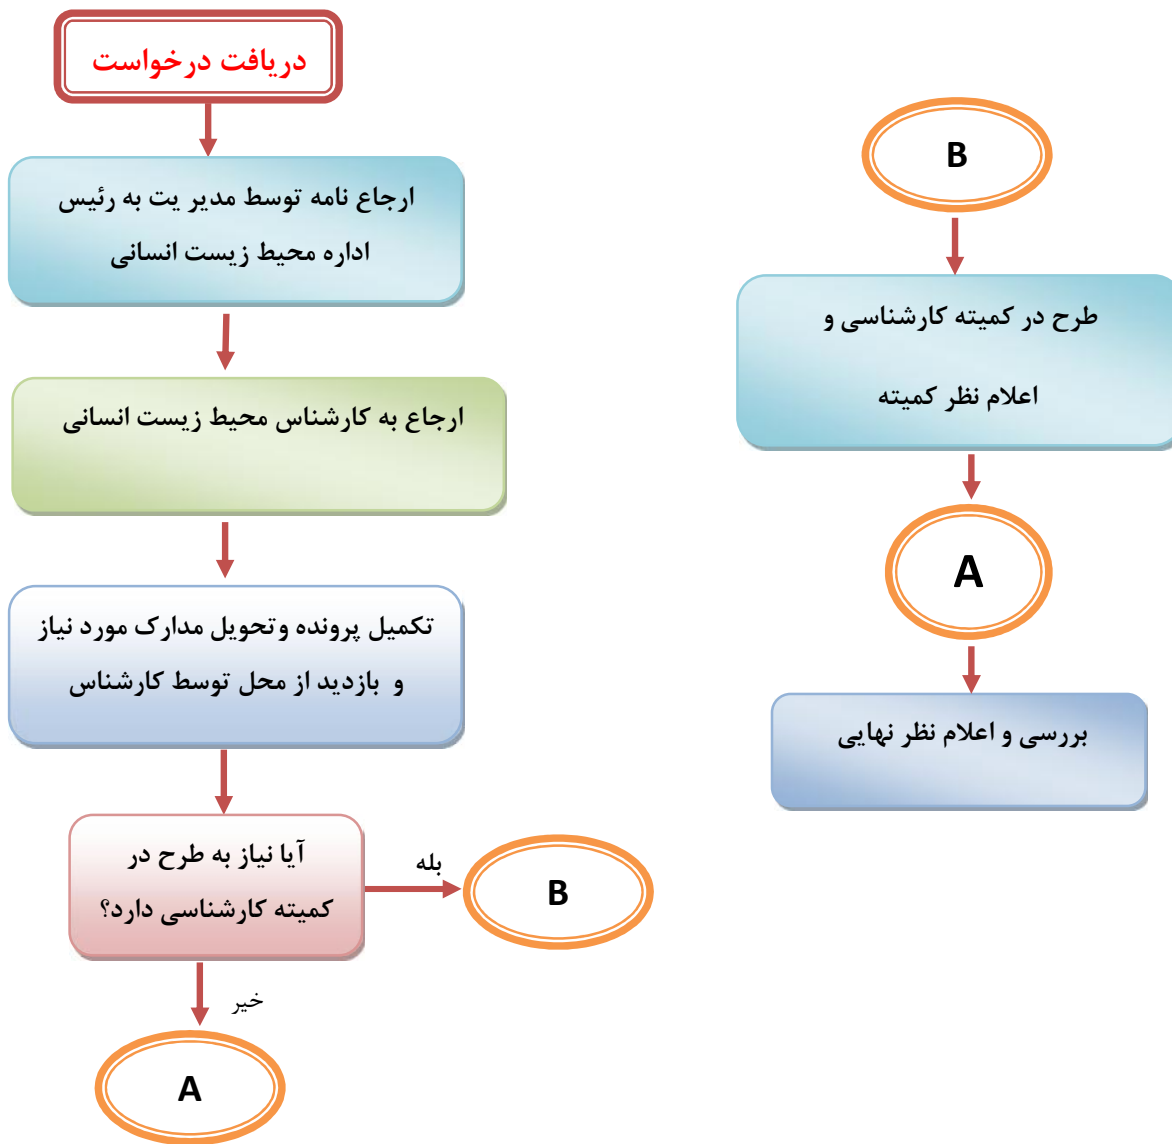 دریافت درخواست
ارجاع نامه توسط مدیر یت به رئیس
اداره محیط زیست انسانی
ارجاع به کارشناس محیط زیست انسانی
تکمیل پرونده وتحویل مدارک مورد نیاز
و بازدید از محل توسط کارشناس
آیا نیاز به طرح در
کمیته کارشناسی دارد؟
بله
B
خیر
A
B
طرح در کمیته کارشناسی و
اعلام نظر کمیته
A
بررسی و اعلام نظر نهایی